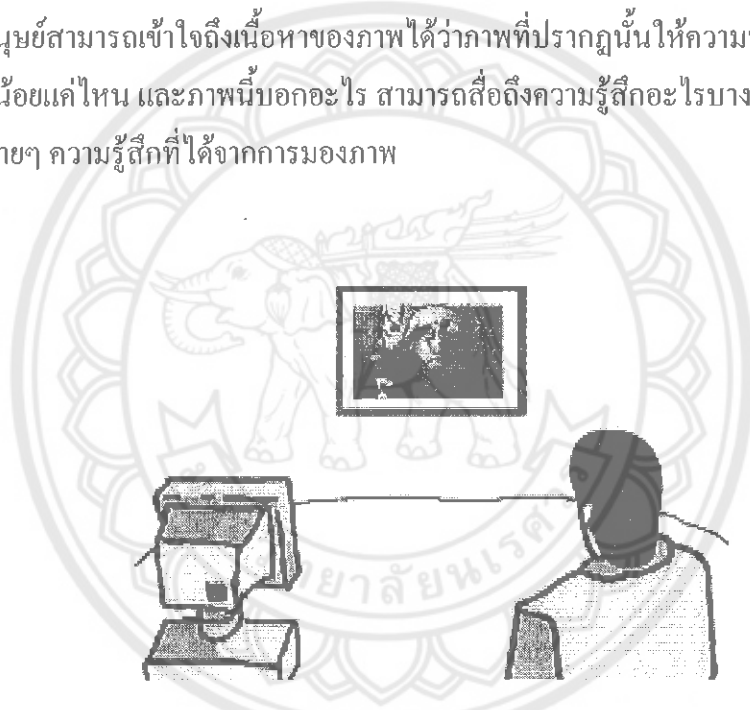 นุษย์สามารถเข้าใจถึงเนื้อหาของภาพได้ว่าภาพที่ปรากฏนั้นให้ความ
น้อยแค่ไหน และภาพนี้บอกอะไร สามารถสื่อถึงความรู้สึกอะไรบาง
ายๆ ความรู้สึกที่ได้จากการมองภาพ